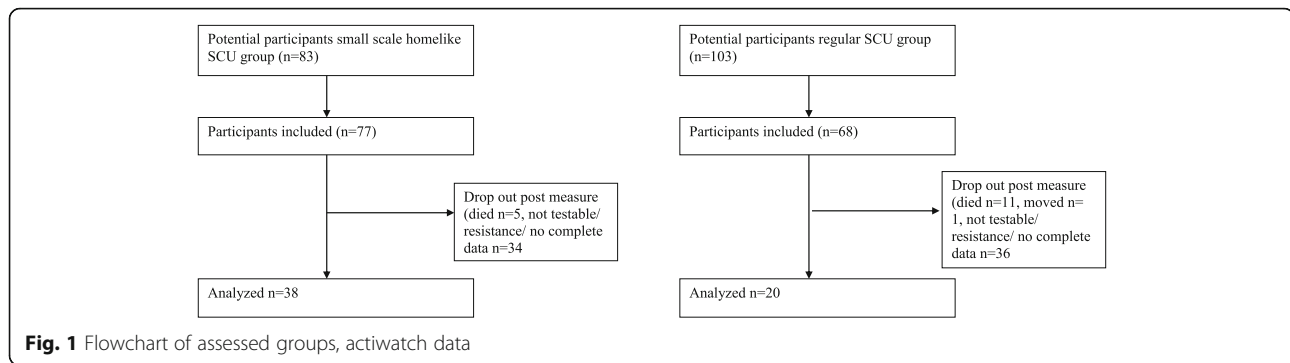 Potential participants small scale homelike
SCU group (n=83)
Participants included (n=77)
Drop out post measure
(died n=5, not testable/
resistance/ no complete
data n=34
Analyzed n=38
Potential participants regular SCU group
(n=103)
Participants included (n=68)
Drop out post measure
(died n=11, moved n=
1, not testable/
resistance/ no complete
data n=36
Analyzed n=20
Fig. 1 Flowchart of assessed groups, actiwatch data